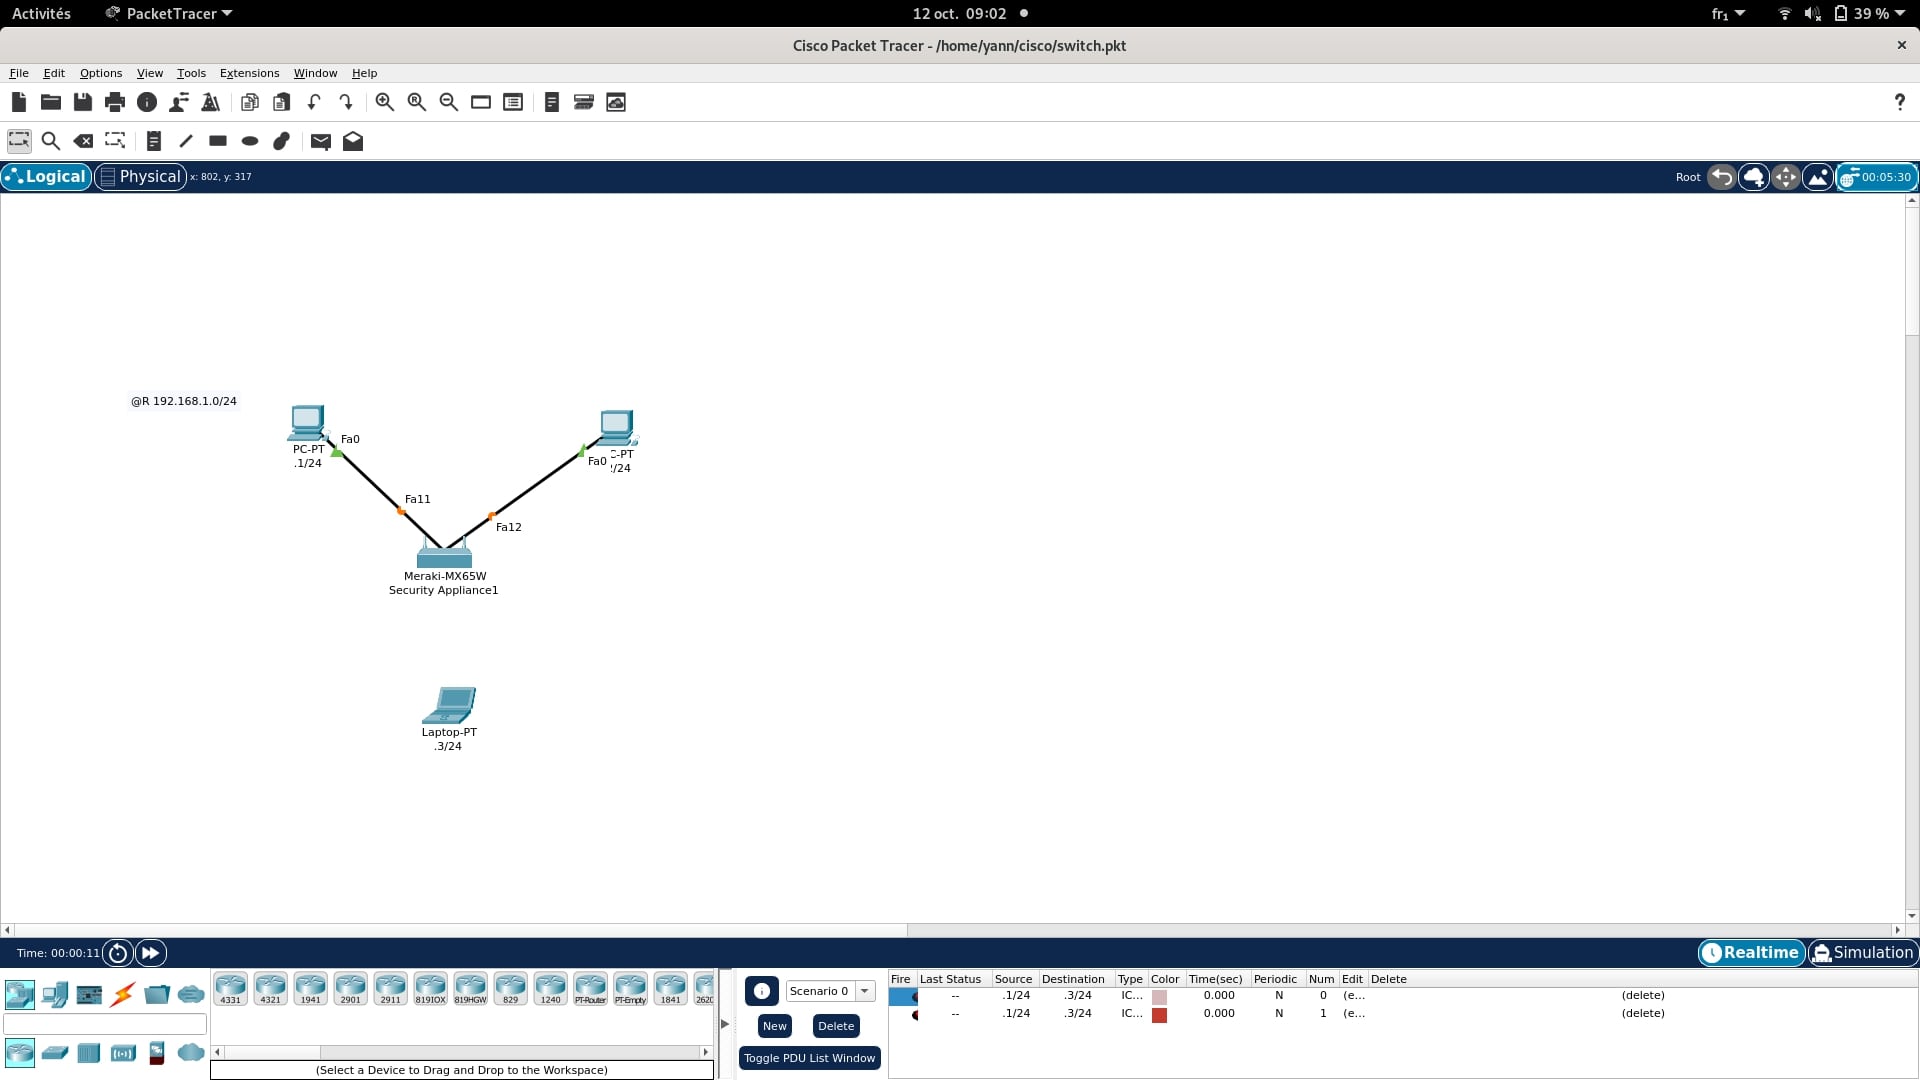 Activités PacketTracer 12 oct. 09:02 fr₁ 39 %
Cisco Packet Tracer - /home/yann/cisco/switch.pkt ×
File Edit Options View Tools Extensions Window Help
?
Logical Physical x: 802, y: 317 Root 00:05:30
@R 192.168.1.0/24
Fa0
PC-PT
.1/24
C-PT
Fa0
/24
Fa11
Fa12
Meraki-MX65W
Security Appliance1
Laptop-PT
.3/24
Time: 00:00:11 Realtime Simulation
4331 4321 1941 2901 2911 819IOX 819HGW 829 1240 PT-Router PT-Empty 1841 2620
(Select a Device to Drag and Drop to the Workspace)
Scenario 0
New Delete
Toggle PDU List Window
Fire Last Status Source Destination Type Color Time(sec) Periodic Num Edit Delete
-- .1/24 .3/24 IC... 0.000 N 0 (e... (delete)
-- .1/24 .3/24 IC... 0.000 N 1 (e... (delete)